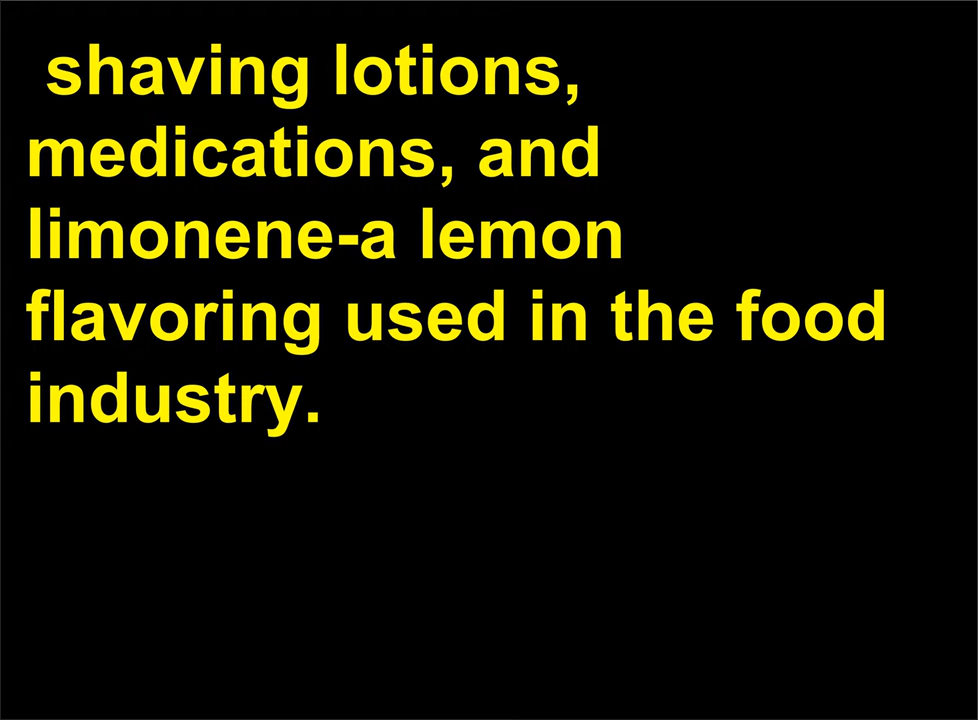 shaving lotions,
medications, and
limonene-a lemon
flavoring used in the food
industry.